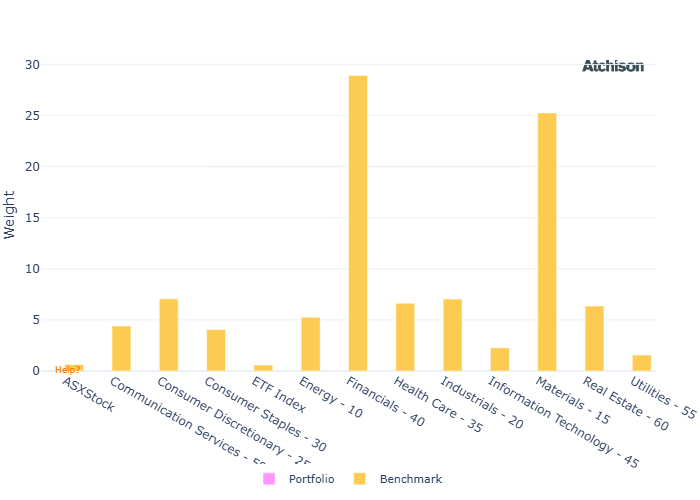 Atchison
Weight
30
25
20
15
10
5
0
Help?
ASXStock
Communication Services - 50
Consumer Discretionary - 25
Consumer Staples - 30
ETF Index
Energy - 10
Financials - 40
Health Care - 35
Industrials - 20
Information Technology - 45
Materials - 15
Real Estate - 60
Utilities - 55
Portfolio
Benchmark